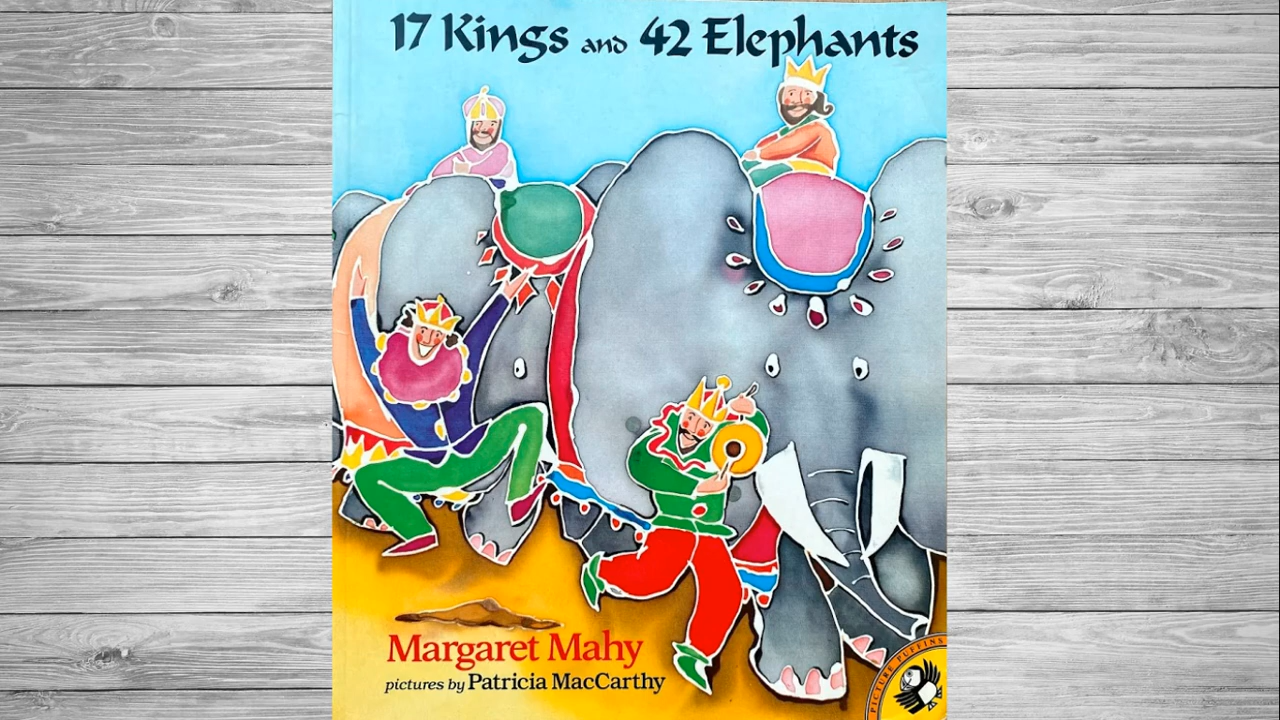 17 Kings and 42 Elephants
Margaret Mahy
pictures by Patricia MacCarthy
PICTURE PUFFINS